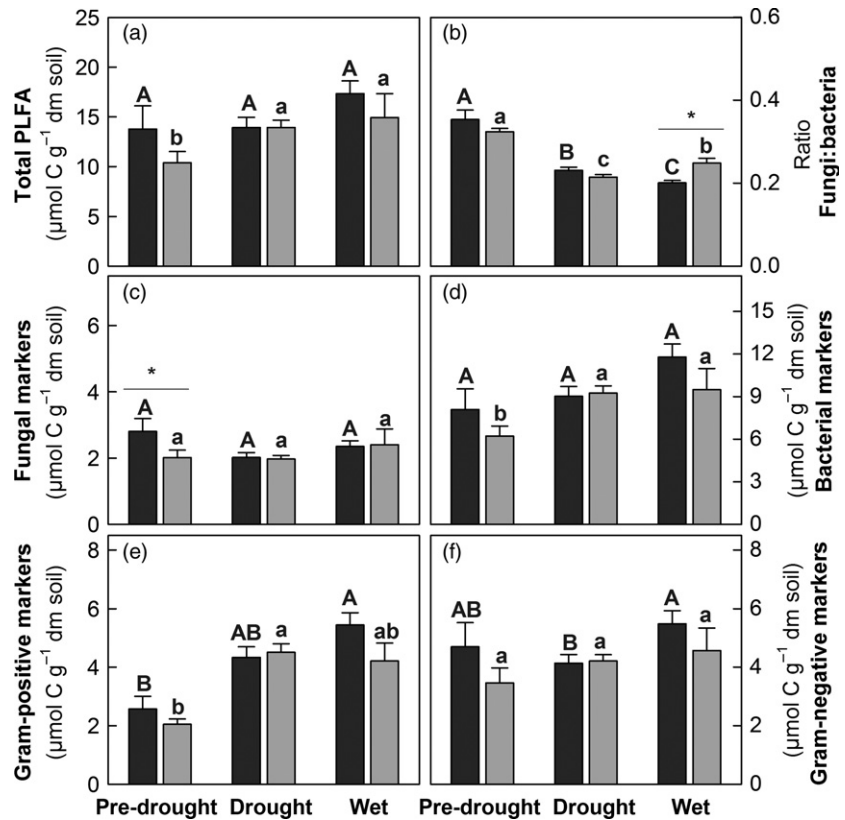 (a)
Total PLFA
(µmol C g⁻¹ dm soil)
25
20
15
10
5
0
A
b
A
a
A
a
(b)
0.6
0.4
0.2
0.0
Ratio
Fungi:bacteria
A
a
B
c
*
C
b
(c)
Fungal markers
(µmol C g⁻¹ dm soil)
6
4
2
0
*
A
a
A
a
A
a
(d)
15
12
9
6
3
0
(µmol C g⁻¹ dm soil)
Bacterial markers
A
b
A
a
A
a
(e)
Gram-positive markers
(µmol C g⁻¹ dm soil)
8
6
4
2
0
B
b
AB
a
A
ab
Pre-drought Drought Wet
(f)
8
6
4
2
0
(µmol C g⁻¹ dm soil)
Gram-negative markers
AB
a
B
a
A
a
Pre-drought Drought Wet